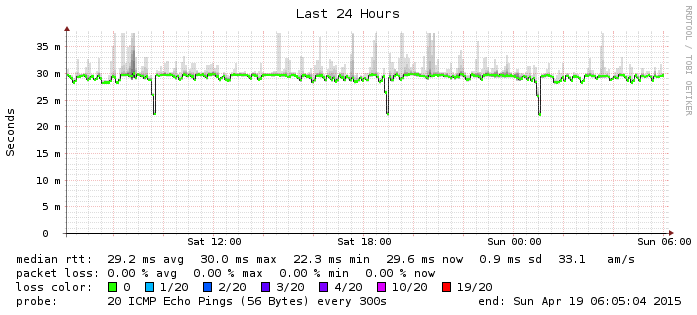 Last 24 Hours
RRDTOOL / TOBI OETIKER
Seconds
35 m
30 m
25 m
20 m
15 m
10 m
5 m
0
Sat 12:00 Sat 18:00 Sun 00:00 Sun 06:00
median rtt: 29.2 ms avg 30.0 ms max 22.3 ms min 29.6 ms now 0.9 ms sd 33.1 am/s
packet loss: 0.00 % avg 0.00 % max 0.00 % min 0.00 % now
loss color: 0 1/20 2/20 3/20 4/20 10/20 19/20
probe: 20 ICMP Echo Pings (56 Bytes) every 300s end: Sun Apr 19 06:05:04 2015